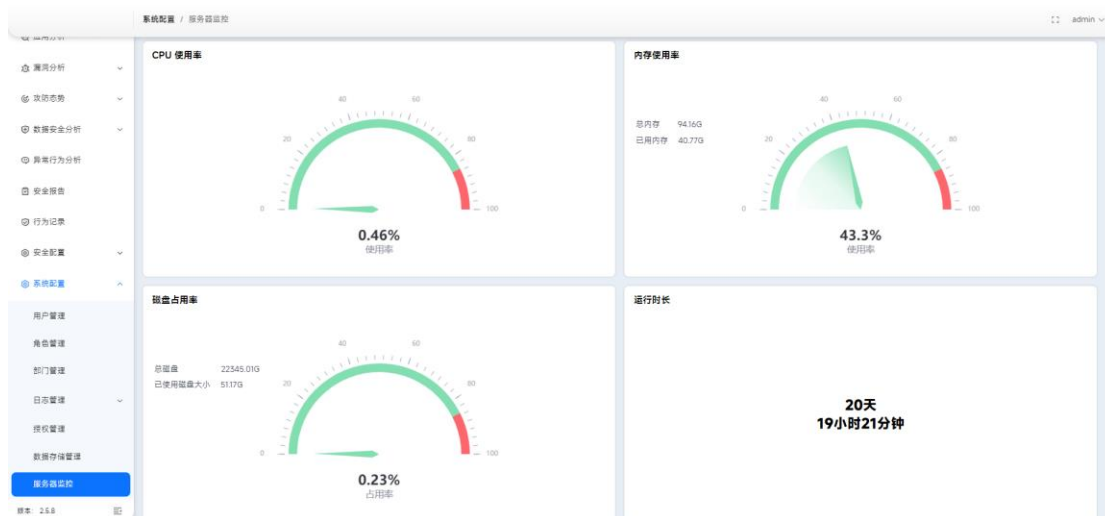 系统配置 / 服务器监控
admin
应用分析
漏洞分析
攻防态势
数据安全分析
异常行为分析
安全报告
行为记录
安全配置
系统配置
用户管理
角色管理
部门管理
日志管理
授权管理
数据存储管理
服务器监控
版本: 2.5.8
CPU 使用率
0
20
40
60
80
100
0.46%
使用率
内存使用率
总内存 94.16G
已用内存 40.77G
0
20
40
60
80
100
43.3%
使用率
磁盘占用率
总磁盘 22345.01G
已使用磁盘大小 51.17G
0
20
40
60
80
100
0.23%
占用率
运行时长
20天
19小时21分钟